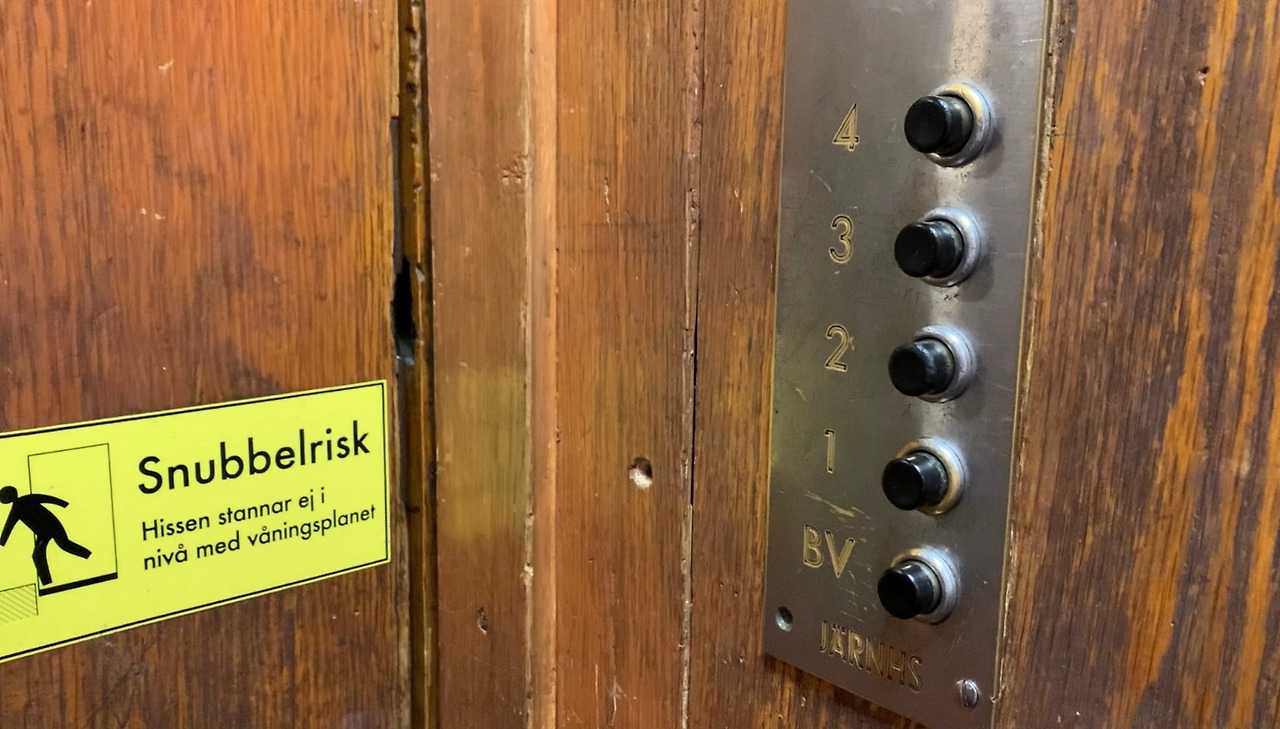 Snubbelrisk
Hissen stannar ej i
nivå med våningsplanet
4
3
2
1
BV
JÄRNHS